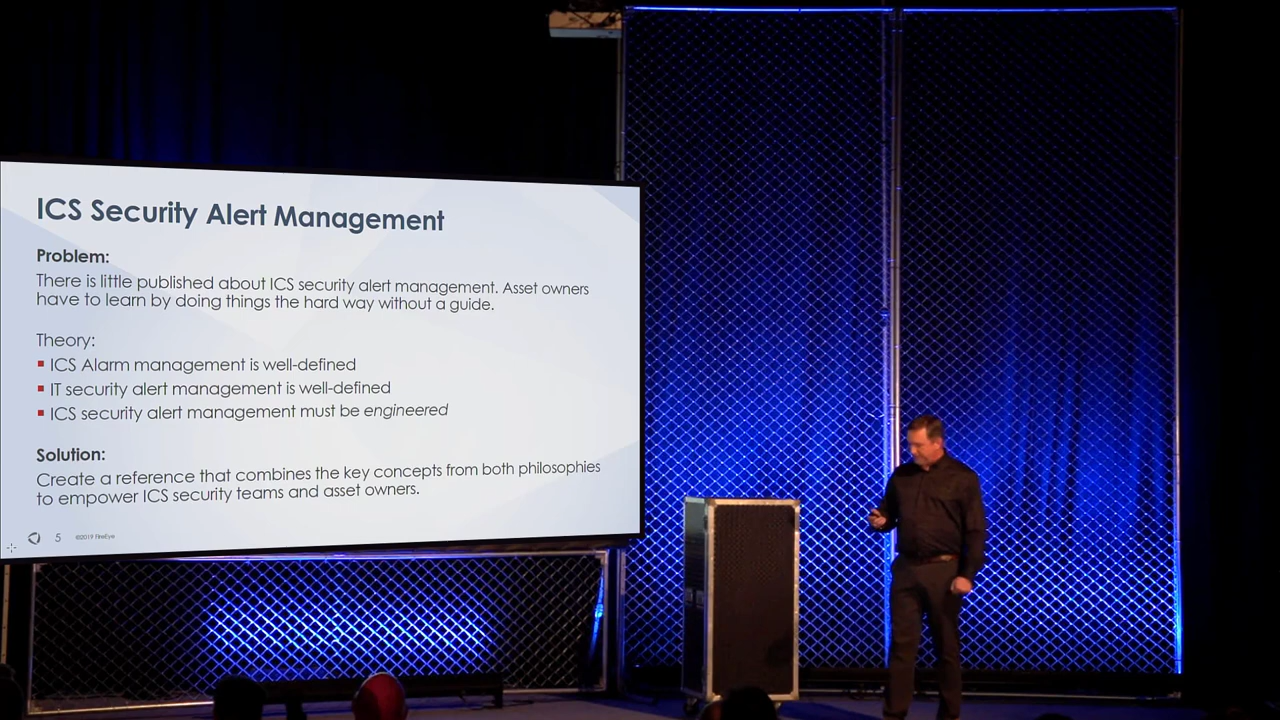 ICS Security Alert Management
Problem:
There is little published about ICS security alert management. Asset owners
have to learn by doing things the hard way without a guide.
Theory:
ICS Alarm management is well-defined
IT security alert management is well-defined
ICS security alert management must be engineered
Solution:
Create a reference that combines the key concepts from both philosophies
to empower ICS security teams and asset owners.
5 ©2019 FireEye